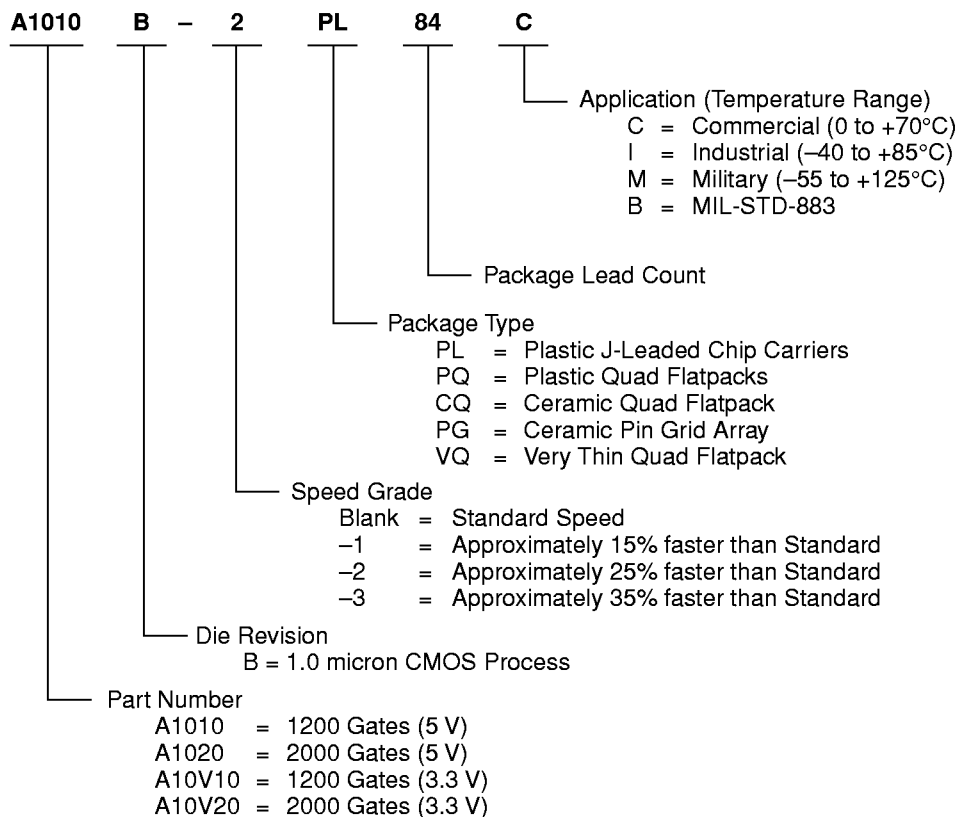 A1010 B – 2 PL 84 C
Application (Temperature Range)
C = Commercial (0 to +70°C)
I = Industrial (–40 to +85°C)
M = Military (–55 to +125°C)
B = MIL-STD-883
Package Lead Count
Package Type
PL = Plastic J-Leaded Chip Carriers
PQ = Plastic Quad Flatpacks
CQ = Ceramic Quad Flatpack
PG = Ceramic Pin Grid Array
VQ = Very Thin Quad Flatpack
Speed Grade
Blank = Standard Speed
–1 = Approximately 15% faster than Standard
–2 = Approximately 25% faster than Standard
–3 = Approximately 35% faster than Standard
Die Revision
B = 1.0 micron CMOS Process
Part Number
A1010 = 1200 Gates (5 V)
A1020 = 2000 Gates (5 V)
A10V10 = 1200 Gates (3.3 V)
A10V20 = 2000 Gates (3.3 V)